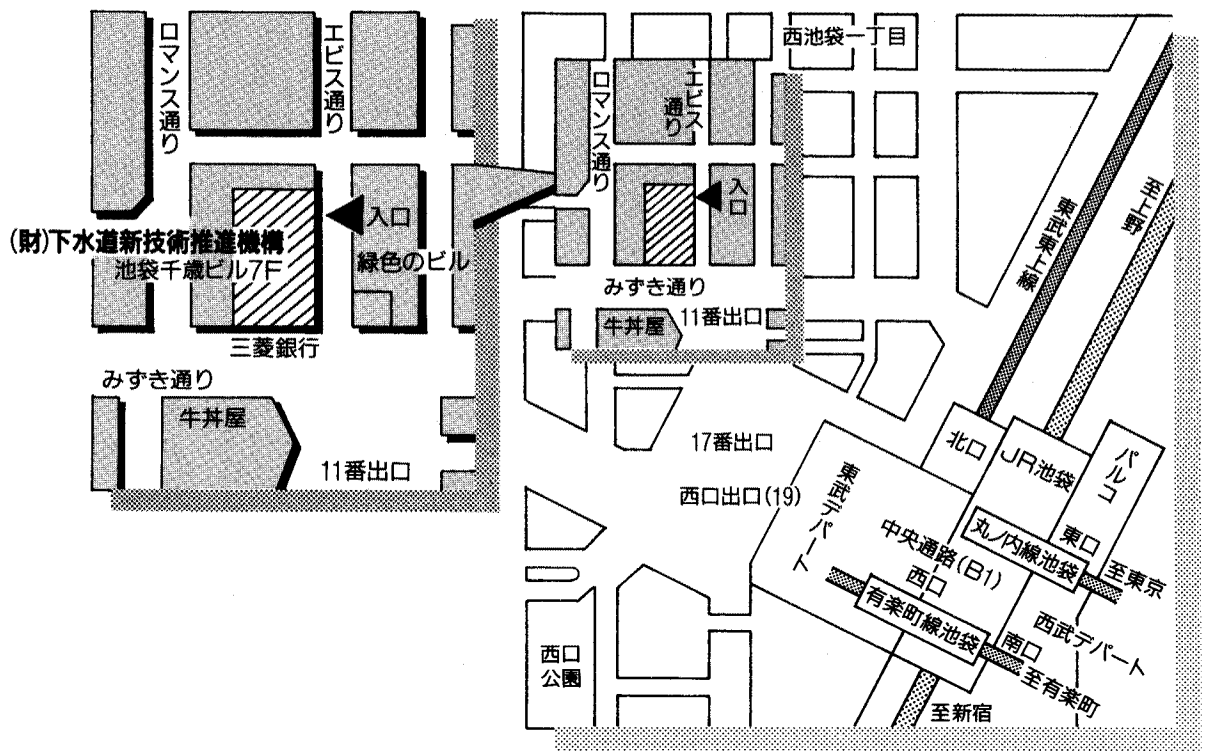 ロマンス通り
エビス通り
入口
(財)下水道新技術推進機構
池袋千歳ビル7F
緑色のビル
三菱銀行
みずき通り
牛丼屋
11番出口
西池袋一丁目
ロマンス通り
エビス通り
入口
みずき通り
牛丼屋
11番出口
東武東上線
至上野
17番出口
北口
JR池袋
パルコ
西口出口(19)
東武デパート
中央通路(B1)
西口
丸ノ内線池袋
東口
至東京
有楽町線池袋
南口
西武デパート
至有楽町
西口
公園
至新宿